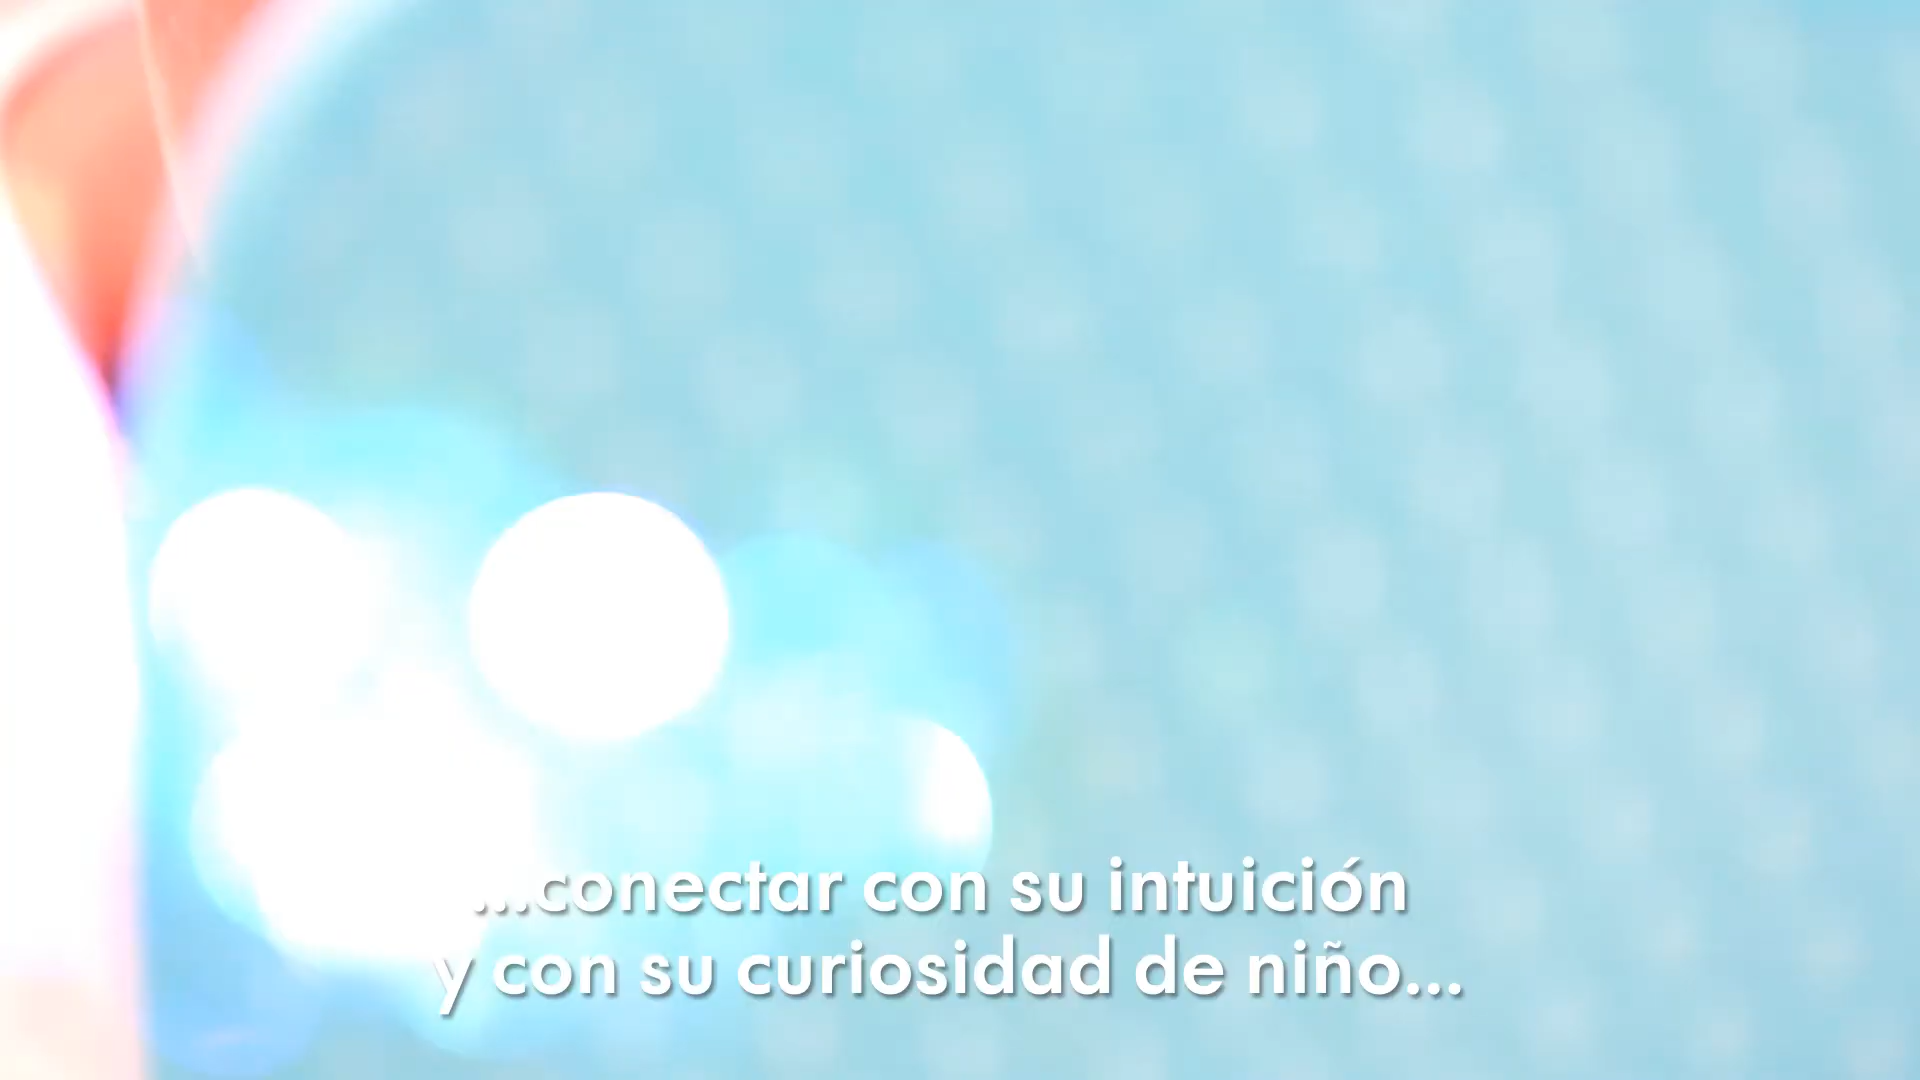 ...conectar con su intuición
y con su curiosidad de niño...